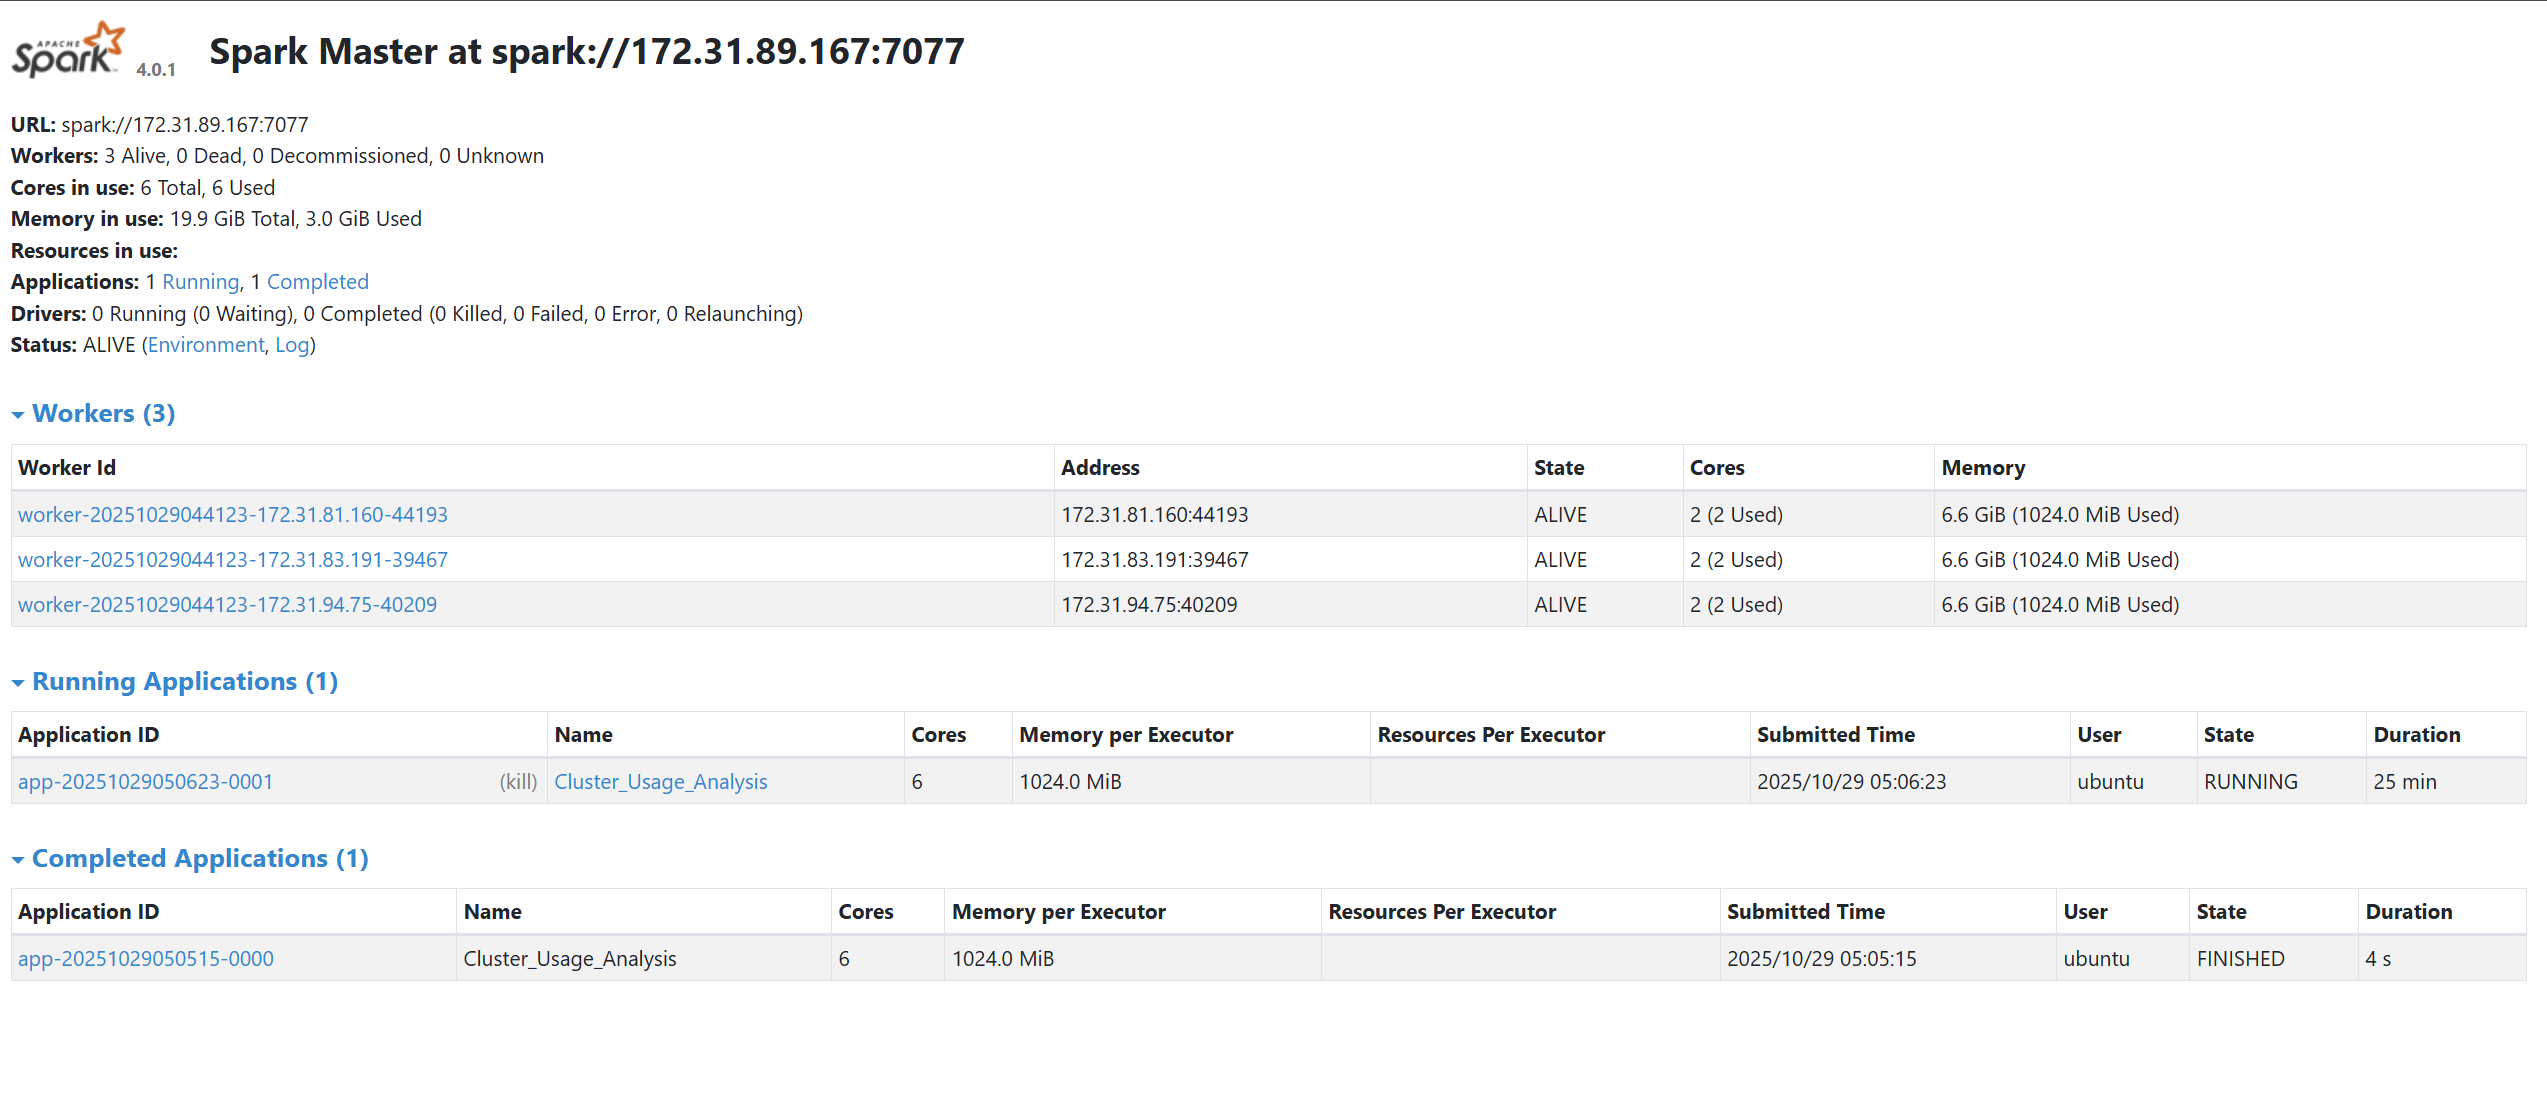 APACHE Spark 4.0.1 Spark Master at spark://172.31.89.167:7077
URL: spark://172.31.89.167:7077
Workers: 3 Alive, 0 Dead, 0 Decommissioned, 0 Unknown
Cores in use: 6 Total, 6 Used
Memory in use: 19.9 GiB Total, 3.0 GiB Used
Resources in use:
Applications: 1 Running, 1 Completed
Drivers: 0 Running (0 Waiting), 0 Completed (0 Killed, 0 Failed, 0 Error, 0 Relaunching)
Status: ALIVE (Environment, Log)
Workers (3)
Worker Id Address State Cores Memory
worker-20251029044123-172.31.81.160-44193 172.31.81.160:44193 ALIVE 2 (2 Used) 6.6 GiB (1024.0 MiB Used)
worker-20251029044123-172.31.83.191-39467 172.31.83.191:39467 ALIVE 2 (2 Used) 6.6 GiB (1024.0 MiB Used)
worker-20251029044123-172.31.94.75-40209 172.31.94.75:40209 ALIVE 2 (2 Used) 6.6 GiB (1024.0 MiB Used)
Running Applications (1)
Application ID Name Cores Memory per Executor Resources Per Executor Submitted Time User State Duration
app-20251029050623-0001 (kill) Cluster_Usage_Analysis 6 1024.0 MiB 2025/10/29 05:06:23 ubuntu RUNNING 25 min
Completed Applications (1)
Application ID Name Cores Memory per Executor Resources Per Executor Submitted Time User State Duration
app-20251029050515-0000 Cluster_Usage_Analysis 6 1024.0 MiB 2025/10/29 05:05:15 ubuntu FINISHED 4 s